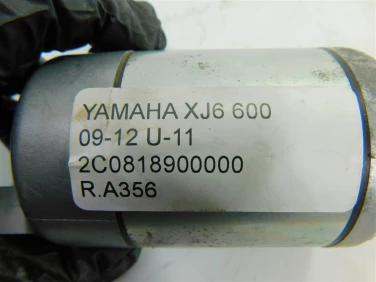 YAMAHA XJ6 600
09-12 U-11
2C0818900000
R.A356